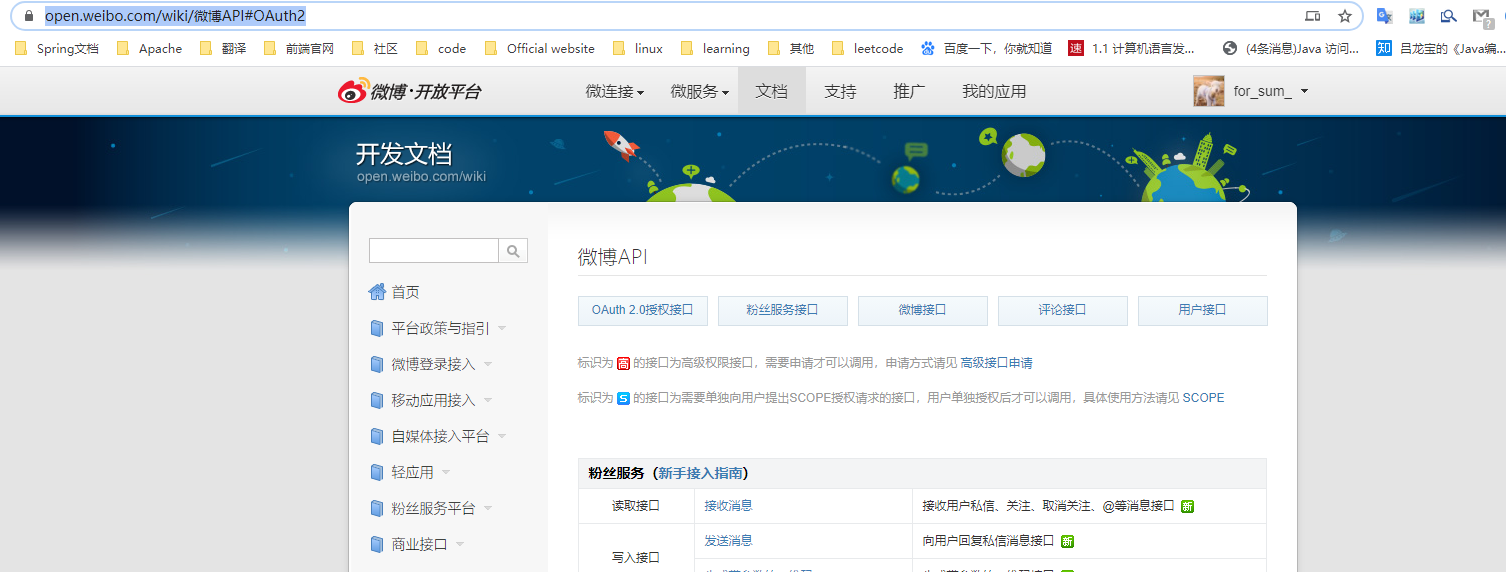 open.weibo.com/wiki/微博API#OAuth2
Spring文档 Apache 翻译 前端官网 社区 code Official website linux learning 其他 leetcode 百度一下，你就知道 1.1 计算机语言发... (4条消息)Java 访问... 吕龙宝的《Java编...
微博·开放平台 微连接 微服务 文档 支持 推广 我的应用 for_sum_
开发文档
open.weibo.com/wiki
微博API
OAuth 2.0授权接口 粉丝服务接口 微博接口 评论接口 用户接口
首页
平台政策与指引
微博登录接入
移动应用接入
自媒体接入平台
轻应用
粉丝服务平台
商业接口
标识为 高 的接口为高级权限接口，需要申请才可以调用，申请方式请见 高级接口申请
标识为 S 的接口为需要单独向用户提出SCOPE授权请求的接口，用户单独授权后才可以调用，具体使用方法请见 SCOPE
粉丝服务（新手接入指南）
读取接口 接收消息 接收用户私信、关注、取消关注、@等消息接口 新
写入接口 发送消息 向用户回复私信消息接口 新